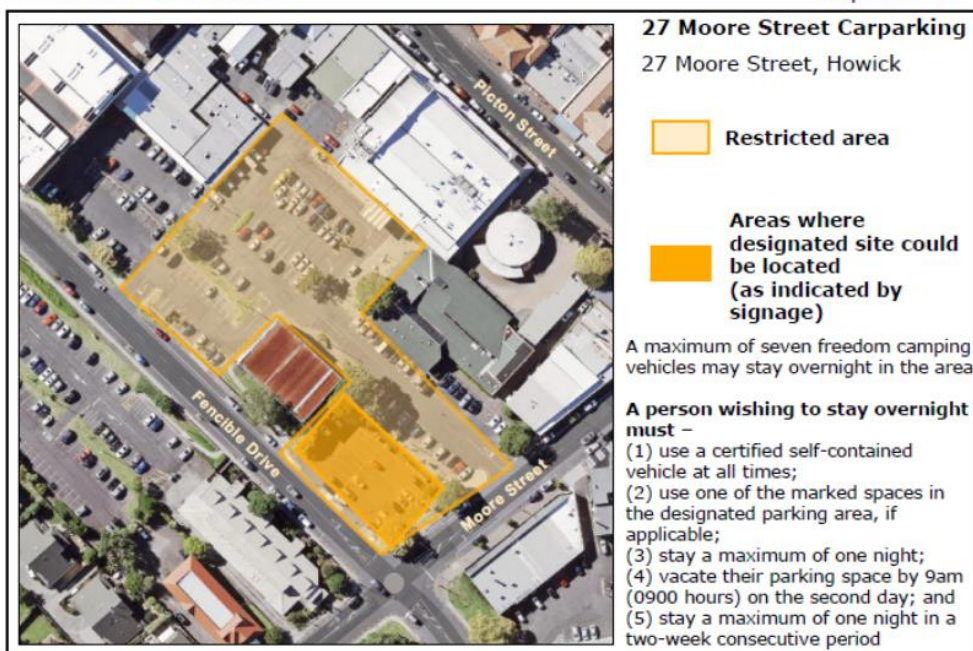 27 Moore Street Carparking
27 Moore Street, Howick
Restricted area
Areas where
designated site could
be located
(as indicated by
signage)
A maximum of seven freedom camping
vehicles may stay overnight in the area
A person wishing to stay overnight
must –
(1) use a certified self-contained
vehicle at all times;
(2) use one of the marked spaces in
the designated parking area, if
applicable;
(3) stay a maximum of one night;
(4) vacate their parking space by 9am
(0900 hours) on the second day; and
(5) stay a maximum of one night in a
two-week consecutive period
Picton Street
Fencible Drive
Moore Street